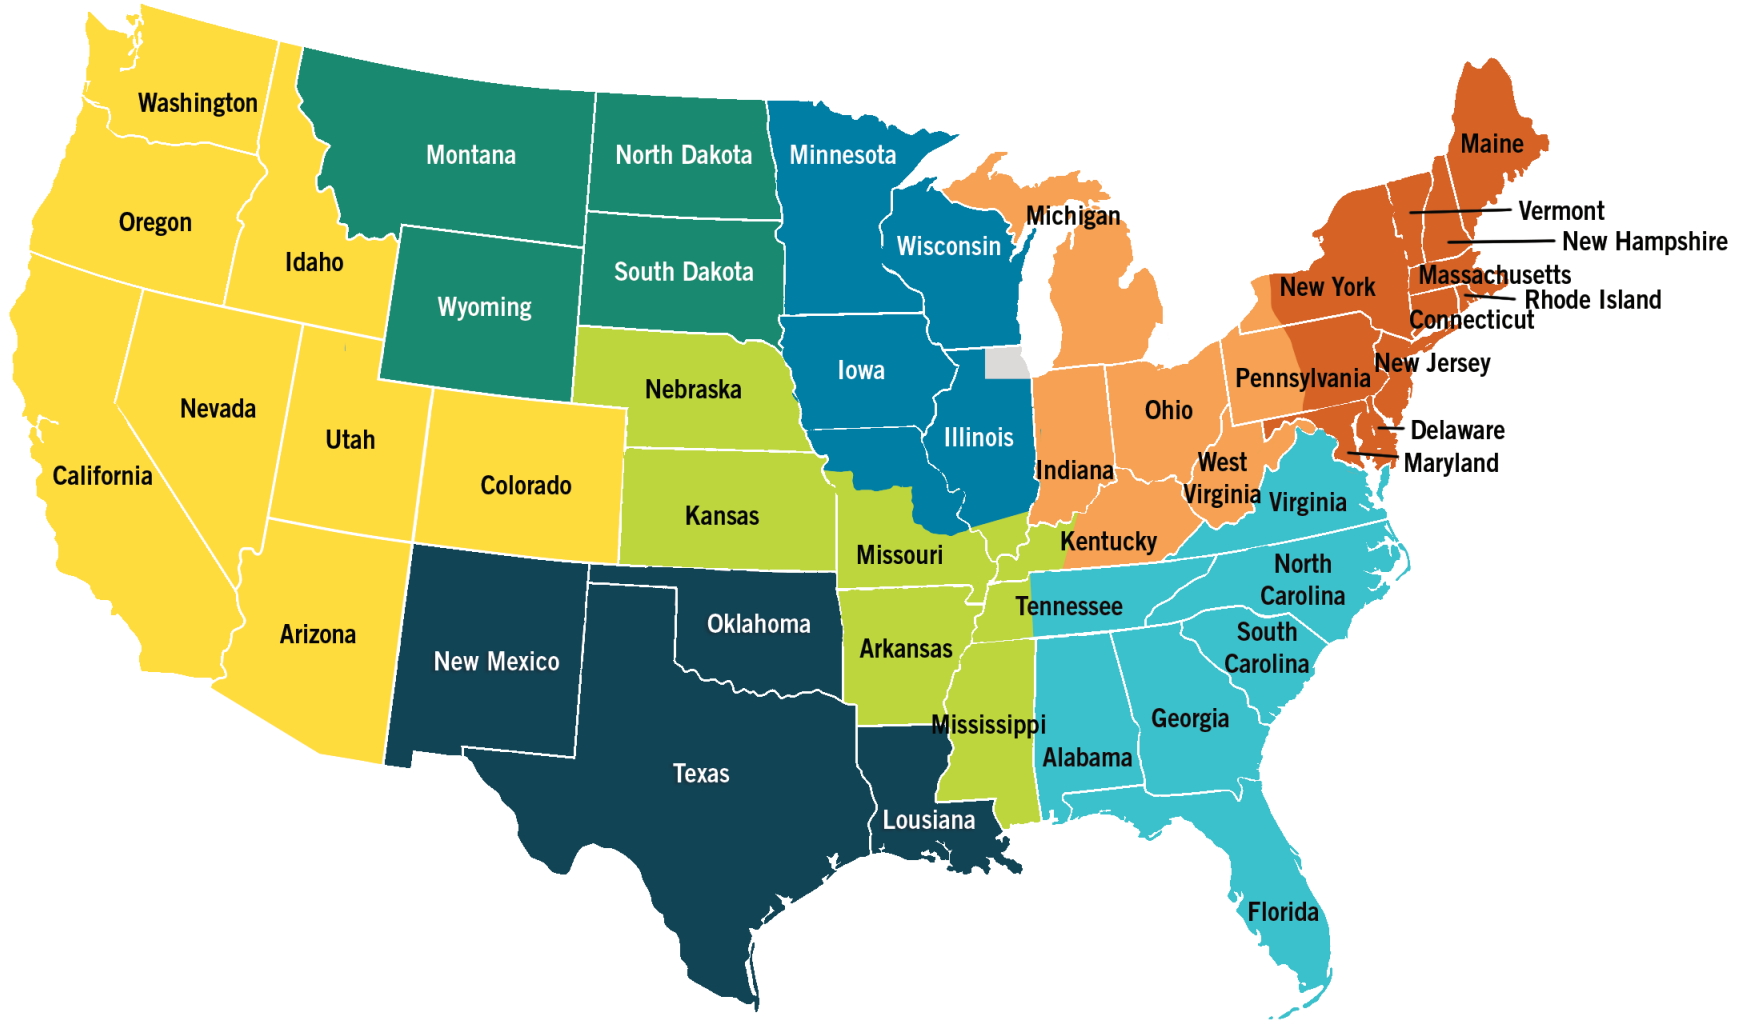 Washington
Montana
North Dakota
Minnesota
Maine
Oregon
Idaho
Wyoming
South Dakota
Wisconsin
Michigan
Vermont
New Hampshire
New York
Massachusetts
Rhode Island
Connecticut
Nevada
Utah
Nebraska
Iowa
Illinois
Indiana
Ohio
Pennsylvania
New Jersey
Delaware
Maryland
California
Colorado
Kansas
Missouri
Kentucky
West
Virginia
Virginia
Arizona
New Mexico
Oklahoma
Arkansas
Tennessee
North
Carolina
South
Carolina
Texas
Lousiana
Mississippi
Alabama
Georgia
Florida